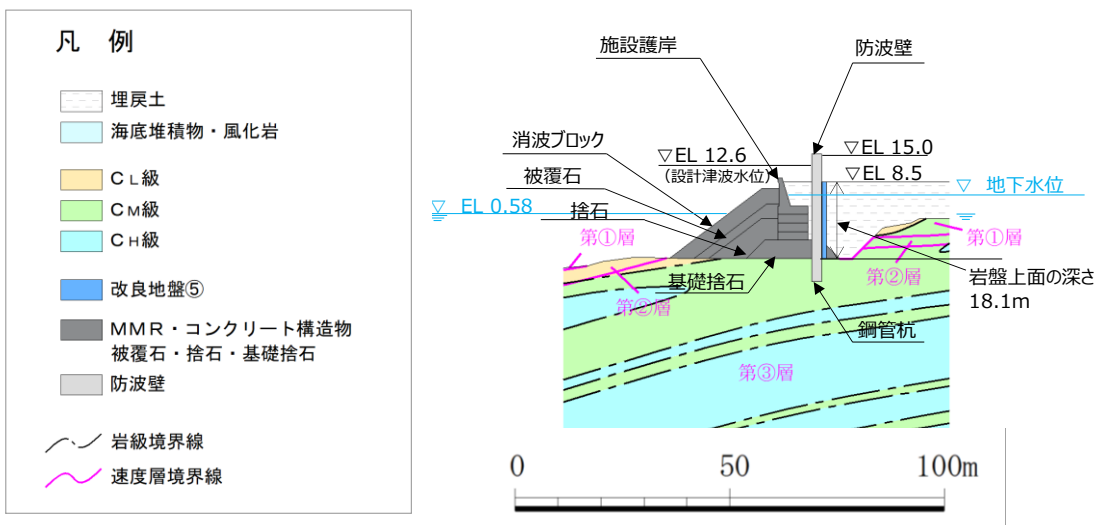 凡 例
埋戻土
海底堆積物・風化岩
CL級
CM級
CH級
改良地盤⑤
MMR・コンクリート構造物
被覆石・捨石・基礎捨石
防波壁
岩級境界線
速度層境界線
施設護岸
防波壁
消波ブロック
▽EL 12.6
(設計津波水位)
▽EL 15.0
▽EL 8.5
被覆石
▽ 地下水位
▽ EL 0.58
捨石
第①層
第①層
基礎捨石
第②層
第②層
岩盤上面の深さ
18.1m
鋼管杭
第③層
0 50 100m